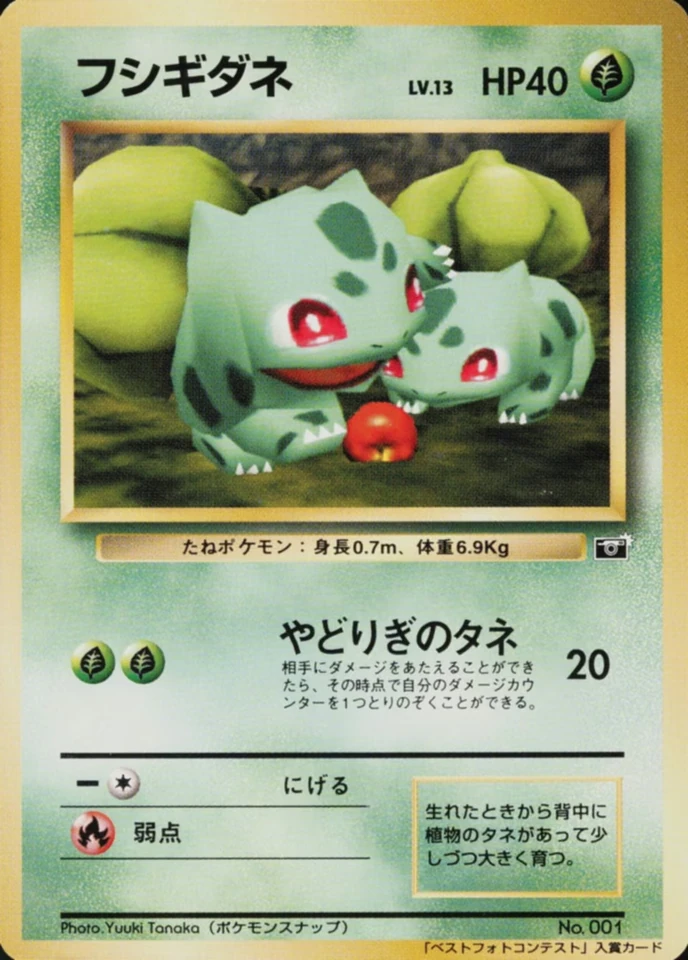 フシギダネ LV.13 HP40
たねポケモン：身長0.7m、体重6.9Kg
やどりぎのタネ 20
相手にダメージをあたえることができ
たら、その時点で自分のダメージカウ
ンターを1つとりのぞくことができる。
にげる
弱点
生れたときから背中に
植物のタネがあって少
しづつ大きく育つ。
Photo.Yuuki Tanaka（ポケモンスナップ） No. 001
「ベストフォトコンテスト」入賞カード